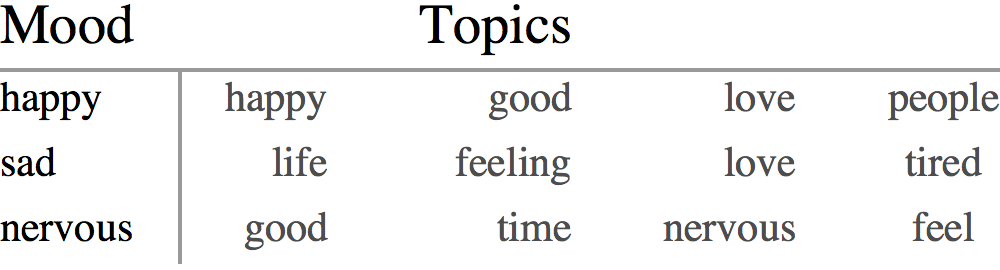 Mood Topics
happy happy good love people
sad life feeling love tired
nervous good time nervous feel